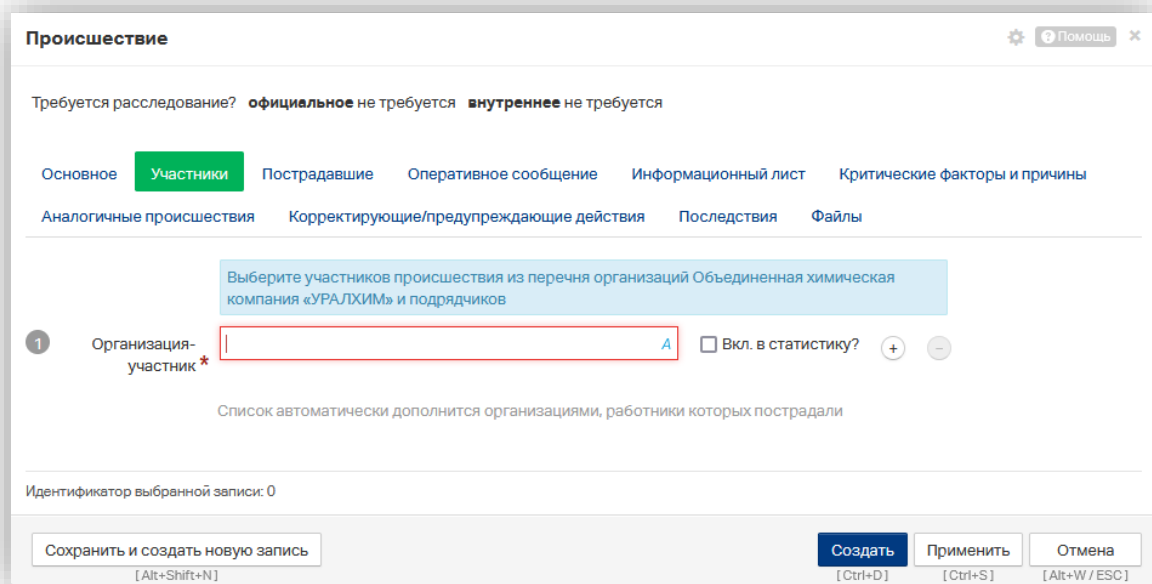 Происшествие
Помощь
Требуется расследование? официальное не требуется внутреннее не требуется
Основное Участники Пострадавшие Оперативное сообщение Информационный лист Критические факторы и причины
Аналогичные происшествия Корректирующие/предупреждающие действия Последствия Файлы
Выберите участников происшествия из перечня организаций Объединенная химическая
компания «УРАЛХИМ» и подрядчиков
1 Организация- A Вкл. в статистику? + −
участник *
Список автоматически дополнится организациями, работники которых пострадали
Идентификатор выбранной записи: 0
Сохранить и создать новую запись Создать Применить Отмена
[Alt+Shift+N] [Ctrl+D] [Ctrl+S] [Alt+W / ESC]